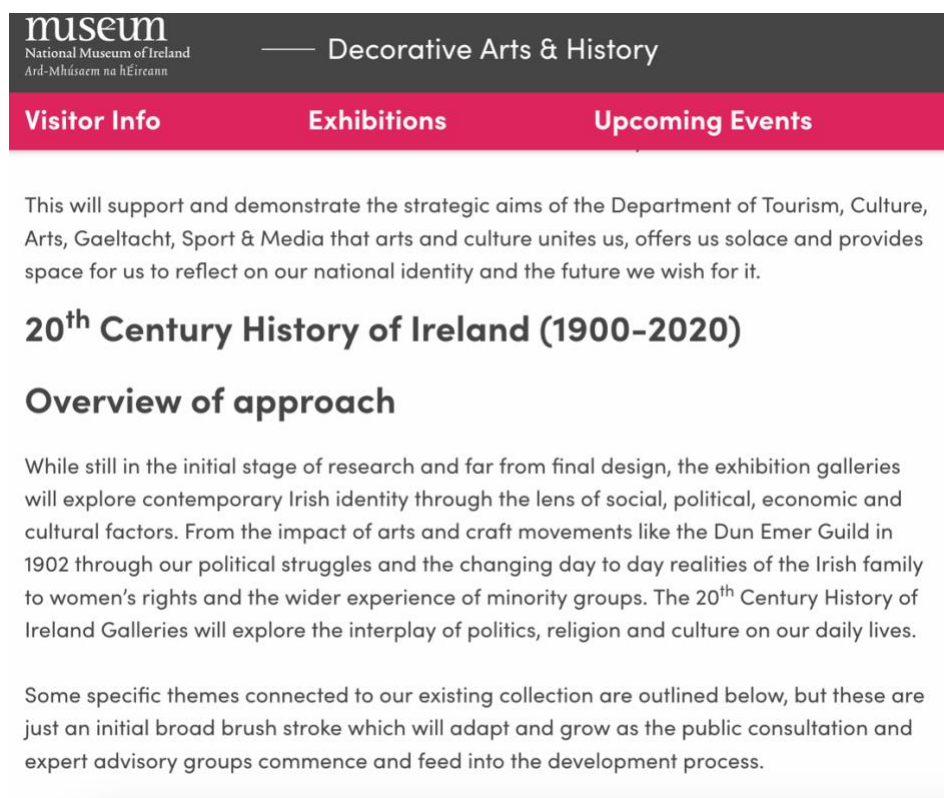 museum
National Museum of Ireland
Ard-Mhúsaem na hÉireann
Decorative Arts & History
Visitor Info
Exhibitions
Upcoming Events
This will support and demonstrate the strategic aims of the Department of Tourism, Culture,
Arts, Gaeltacht, Sport & Media that arts and culture unites us, offers us solace and provides
space for us to reflect on our national identity and the future we wish for it.
20th Century History of Ireland (1900-2020)
Overview of approach
While still in the initial stage of research and far from final design, the exhibition galleries
will explore contemporary Irish identity through the lens of social, political, economic and
cultural factors. From the impact of arts and craft movements like the Dun Emer Guild in
1902 through our political struggles and the changing day to day realities of the Irish family
to women's rights and the wider experience of minority groups. The 20th Century History of
Ireland Galleries will explore the interplay of politics, religion and culture on our daily lives.
Some specific themes connected to our existing collection are outlined below, but these are
just an initial broad brush stroke which will adapt and grow as the public consultation and
expert advisory groups commence and feed into the development process.